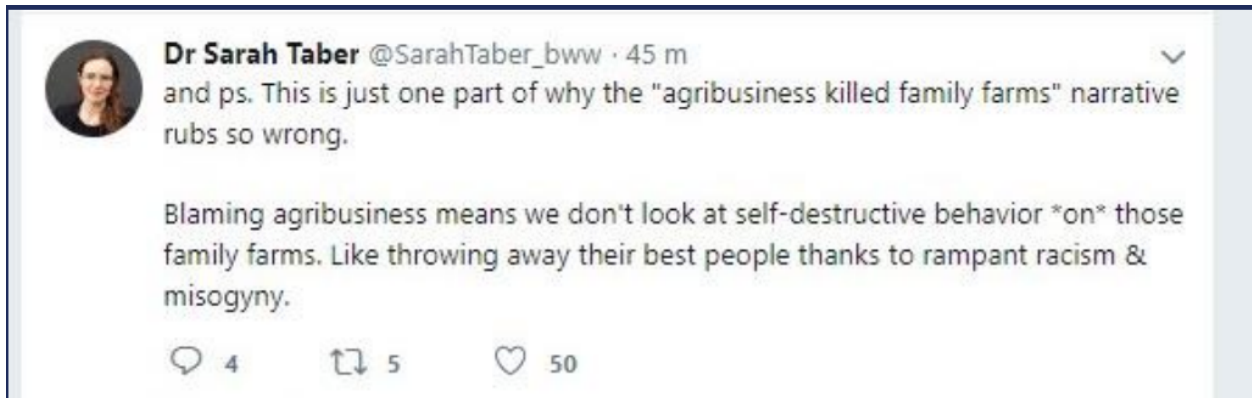 Dr Sarah Taber @SarahTaber_bww · 45 m
and ps. This is just one part of why the "agribusiness killed family farms" narrative
rubs so wrong.
Blaming agribusiness means we don't look at self-destructive behavior *on* those
family farms. Like throwing away their best people thanks to rampant racism &
misogyny.
4 5 50